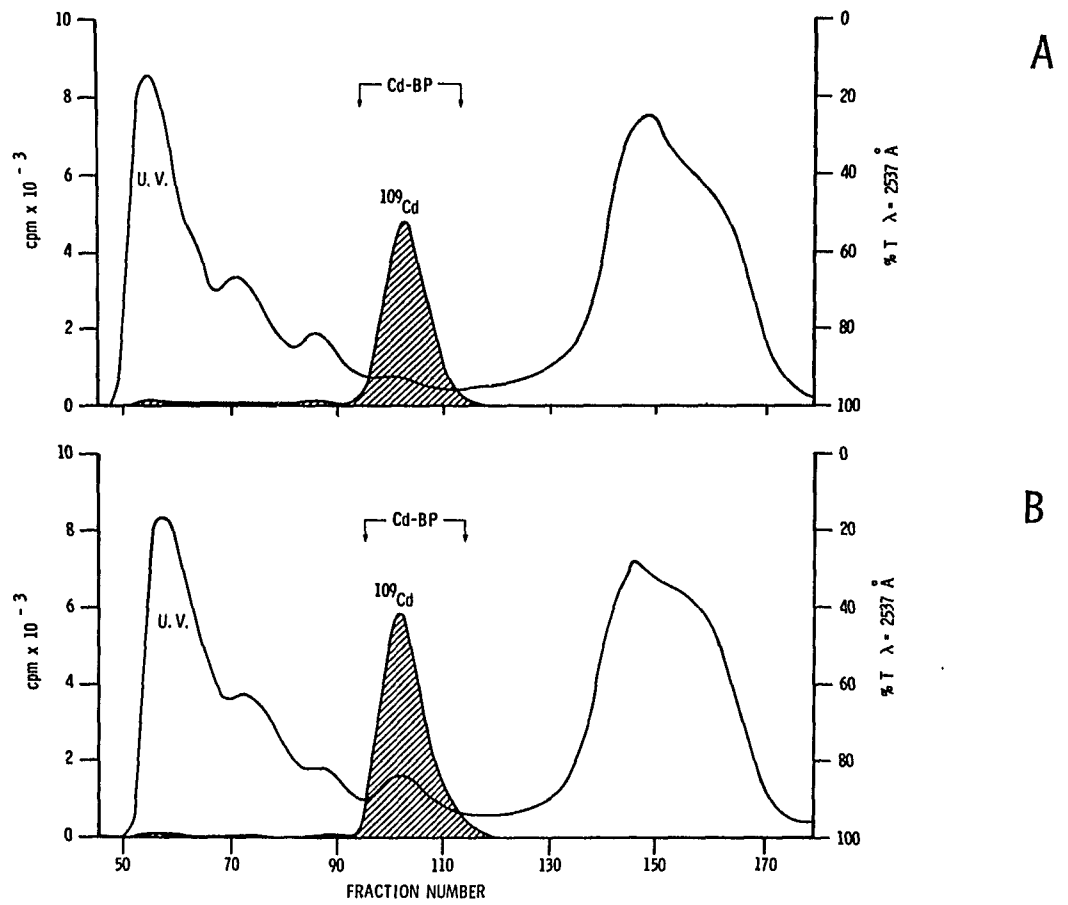 A
10
8
6
4
2
0
cpm x 10⁻³
U. V.
Cd-BP
¹⁰⁹Cd
0
20
40
60
80
100
% T λ = 2537 Å
B
10
8
6
4
2
0
cpm x 10⁻³
U. V.
Cd-BP
¹⁰⁹Cd
0
20
40
60
80
100
% T λ = 2537 Å
50 70 90 110 130 150 170
FRACTION NUMBER